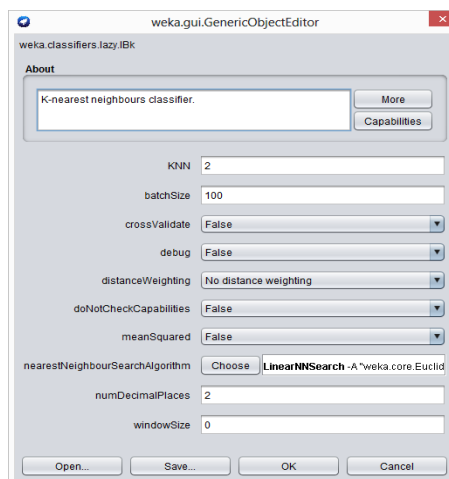 weka.gui.GenericObjectEditor
weka.classifiers.lazy.IBk
About
K-nearest neighbours classifier.
More
Capabilities
KNN 2
batchSize 100
crossValidate False
debug False
distanceWeighting No distance weighting
doNotCheckCapabilities False
meanSquared False
nearestNeighbourSearchAlgorithm Choose LinearNNSearch -A "weka.core.Euclid
numDecimalPlaces 2
windowSize 0
Open... Save... OK Cancel